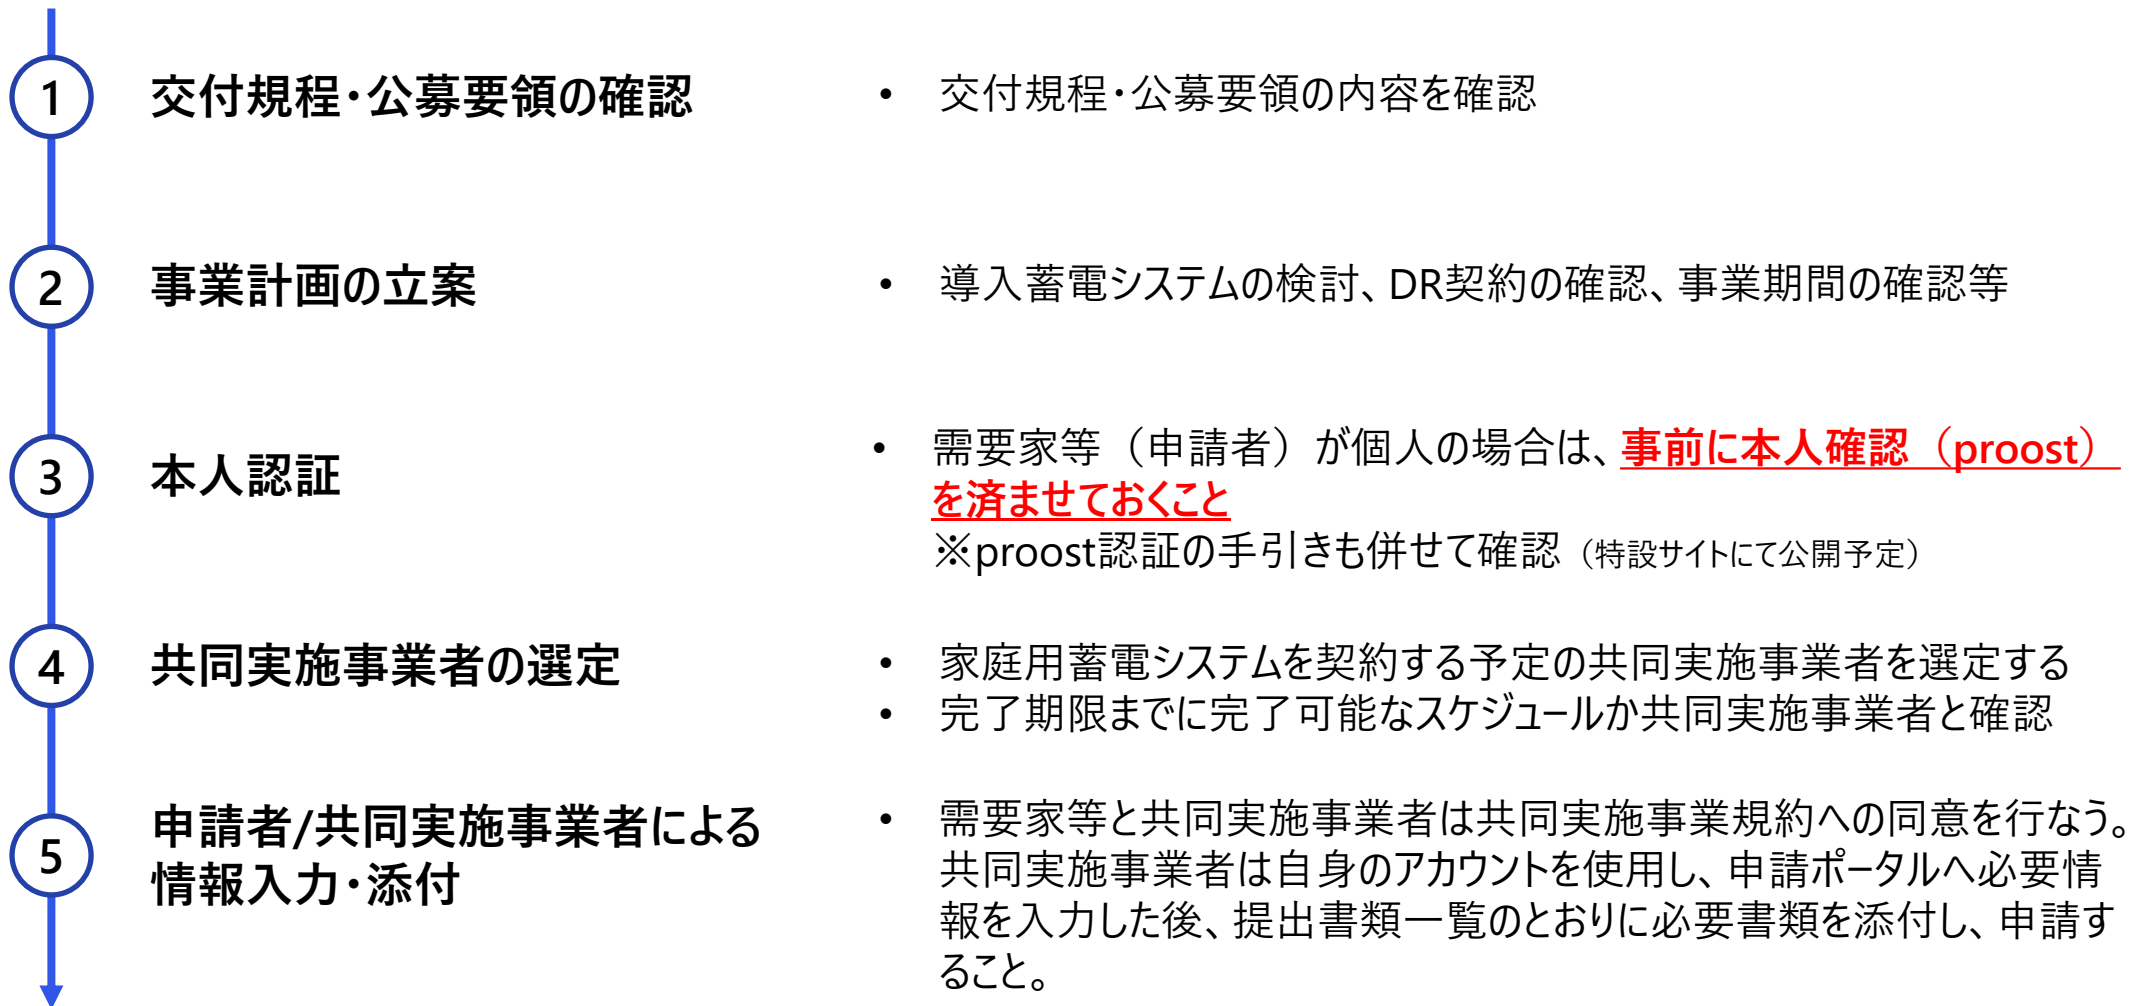 1
交付規程・公募要領の確認
• 交付規程・公募要領の内容を確認
2
事業計画の立案
• 導入蓄電システムの検討、DR契約の確認、事業期間の確認等
3
本人認証
• 需要家等（申請者）が個人の場合は、事前に本人確認（proost）
を済ませておくこと
※proost認証の手引きも併せて確認（特設サイトにて公開予定）
4
共同実施事業者の選定
• 家庭用蓄電システムを契約する予定の共同実施事業者を選定する
• 完了期限までに完了可能なスケジュールか共同実施事業者と確認
5
申請者/共同実施事業者による
情報入力・添付
• 需要家等と共同実施事業者は共同実施事業規約への同意を行なう。
共同実施事業者は自身のアカウントを使用し、申請ポータルへ必要情
報を入力した後、提出書類一覧のとおりに必要書類を添付し、申請す
ること。